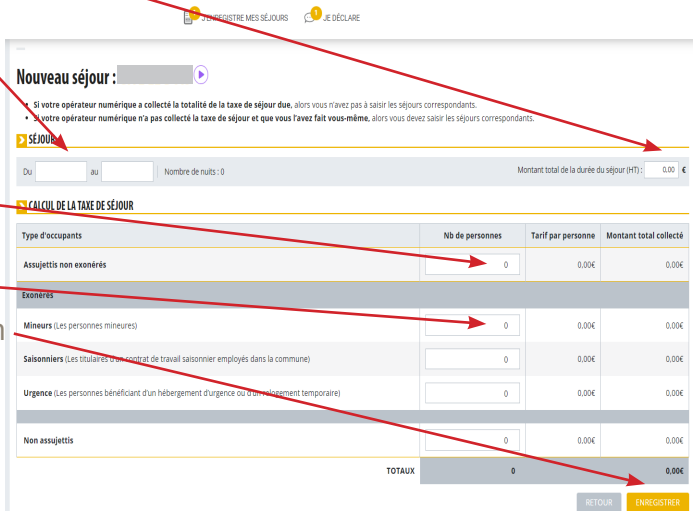 1 J'ENREGISTRE MES SÉJOURS 1 JE DÉCLARE
Nouveau séjour :
• Si votre opérateur numérique a collecté la totalité de la taxe de séjour due, alors vous n'avez pas à saisir les séjours correspondants.
• Si votre opérateur numérique n'a pas collecté la taxe de séjour et que vous l'avez fait vous-même, alors vous devez saisir les séjours correspondants.
SÉJOUR
Du au Nombre de nuits : 0 Montant total de la durée du séjour (HT) : 0.00 €
CALCUL DE LA TAXE DE SÉJOUR
Type d'occupants Nb de personnes Tarif par personne Montant total collecté
Assujettis non exonérés 0 0.00€ 0.00€
Exonérés
Mineurs (Les personnes mineures) 0 0.00€ 0.00€
n
Saisonniers (Les titulaires d'un contrat de travail saisonnier employés dans la commune) 0 0.00€ 0.00€
Urgence (Les personnes bénéficiant d'un hébergement d'urgence ou d'un relogement temporaire) 0 0.00€ 0.00€
Non assujettis 0 0.00€ 0.00€
TOTAUX 0 0.00€
RETOUR ENREGISTRER